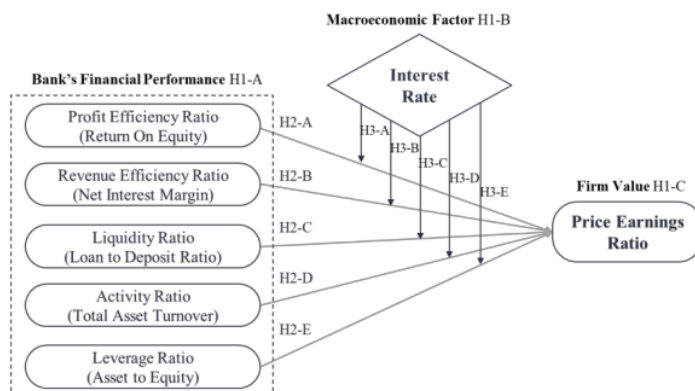 Macroeconomic Factor H1-B
Interest
Rate
Bank's Financial Performance H1-A
Profit Efficiency Ratio
(Return On Equity)
Revenue Efficiency Ratio
(Net Interest Margin)
Liquidity Ratio
(Loan to Deposit Ratio)
Activity Ratio
(Total Asset Turnover)
Leverage Ratio
(Asset to Equity)
H2-A
H2-B
H2-C
H2-D
H2-E
H3-A
H3-B
H3-C
H3-D
H3-E
Firm Value H1-C
Price Earnings
Ratio